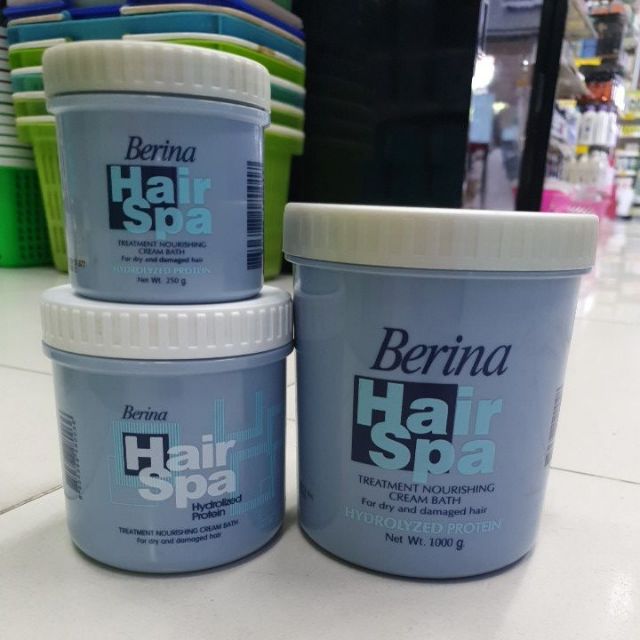 Berina
Hair
Spa
TREATMENT NOURISHING
CREAM BATH
For dry and damaged hair
HYDROLYZED PROTEIN
Net Wt. 250 g.
Berina
Hair
Spa
Hydrolized
Protein
TREATMENT NOURISHING CREAM BATH
For dry and damaged hair
Berina
Hair
Spa
TREATMENT NOURISHING
CREAM BATH
For dry and damaged hair
HYDROLYZED PROTEIN
Net Wt. 1000 g.